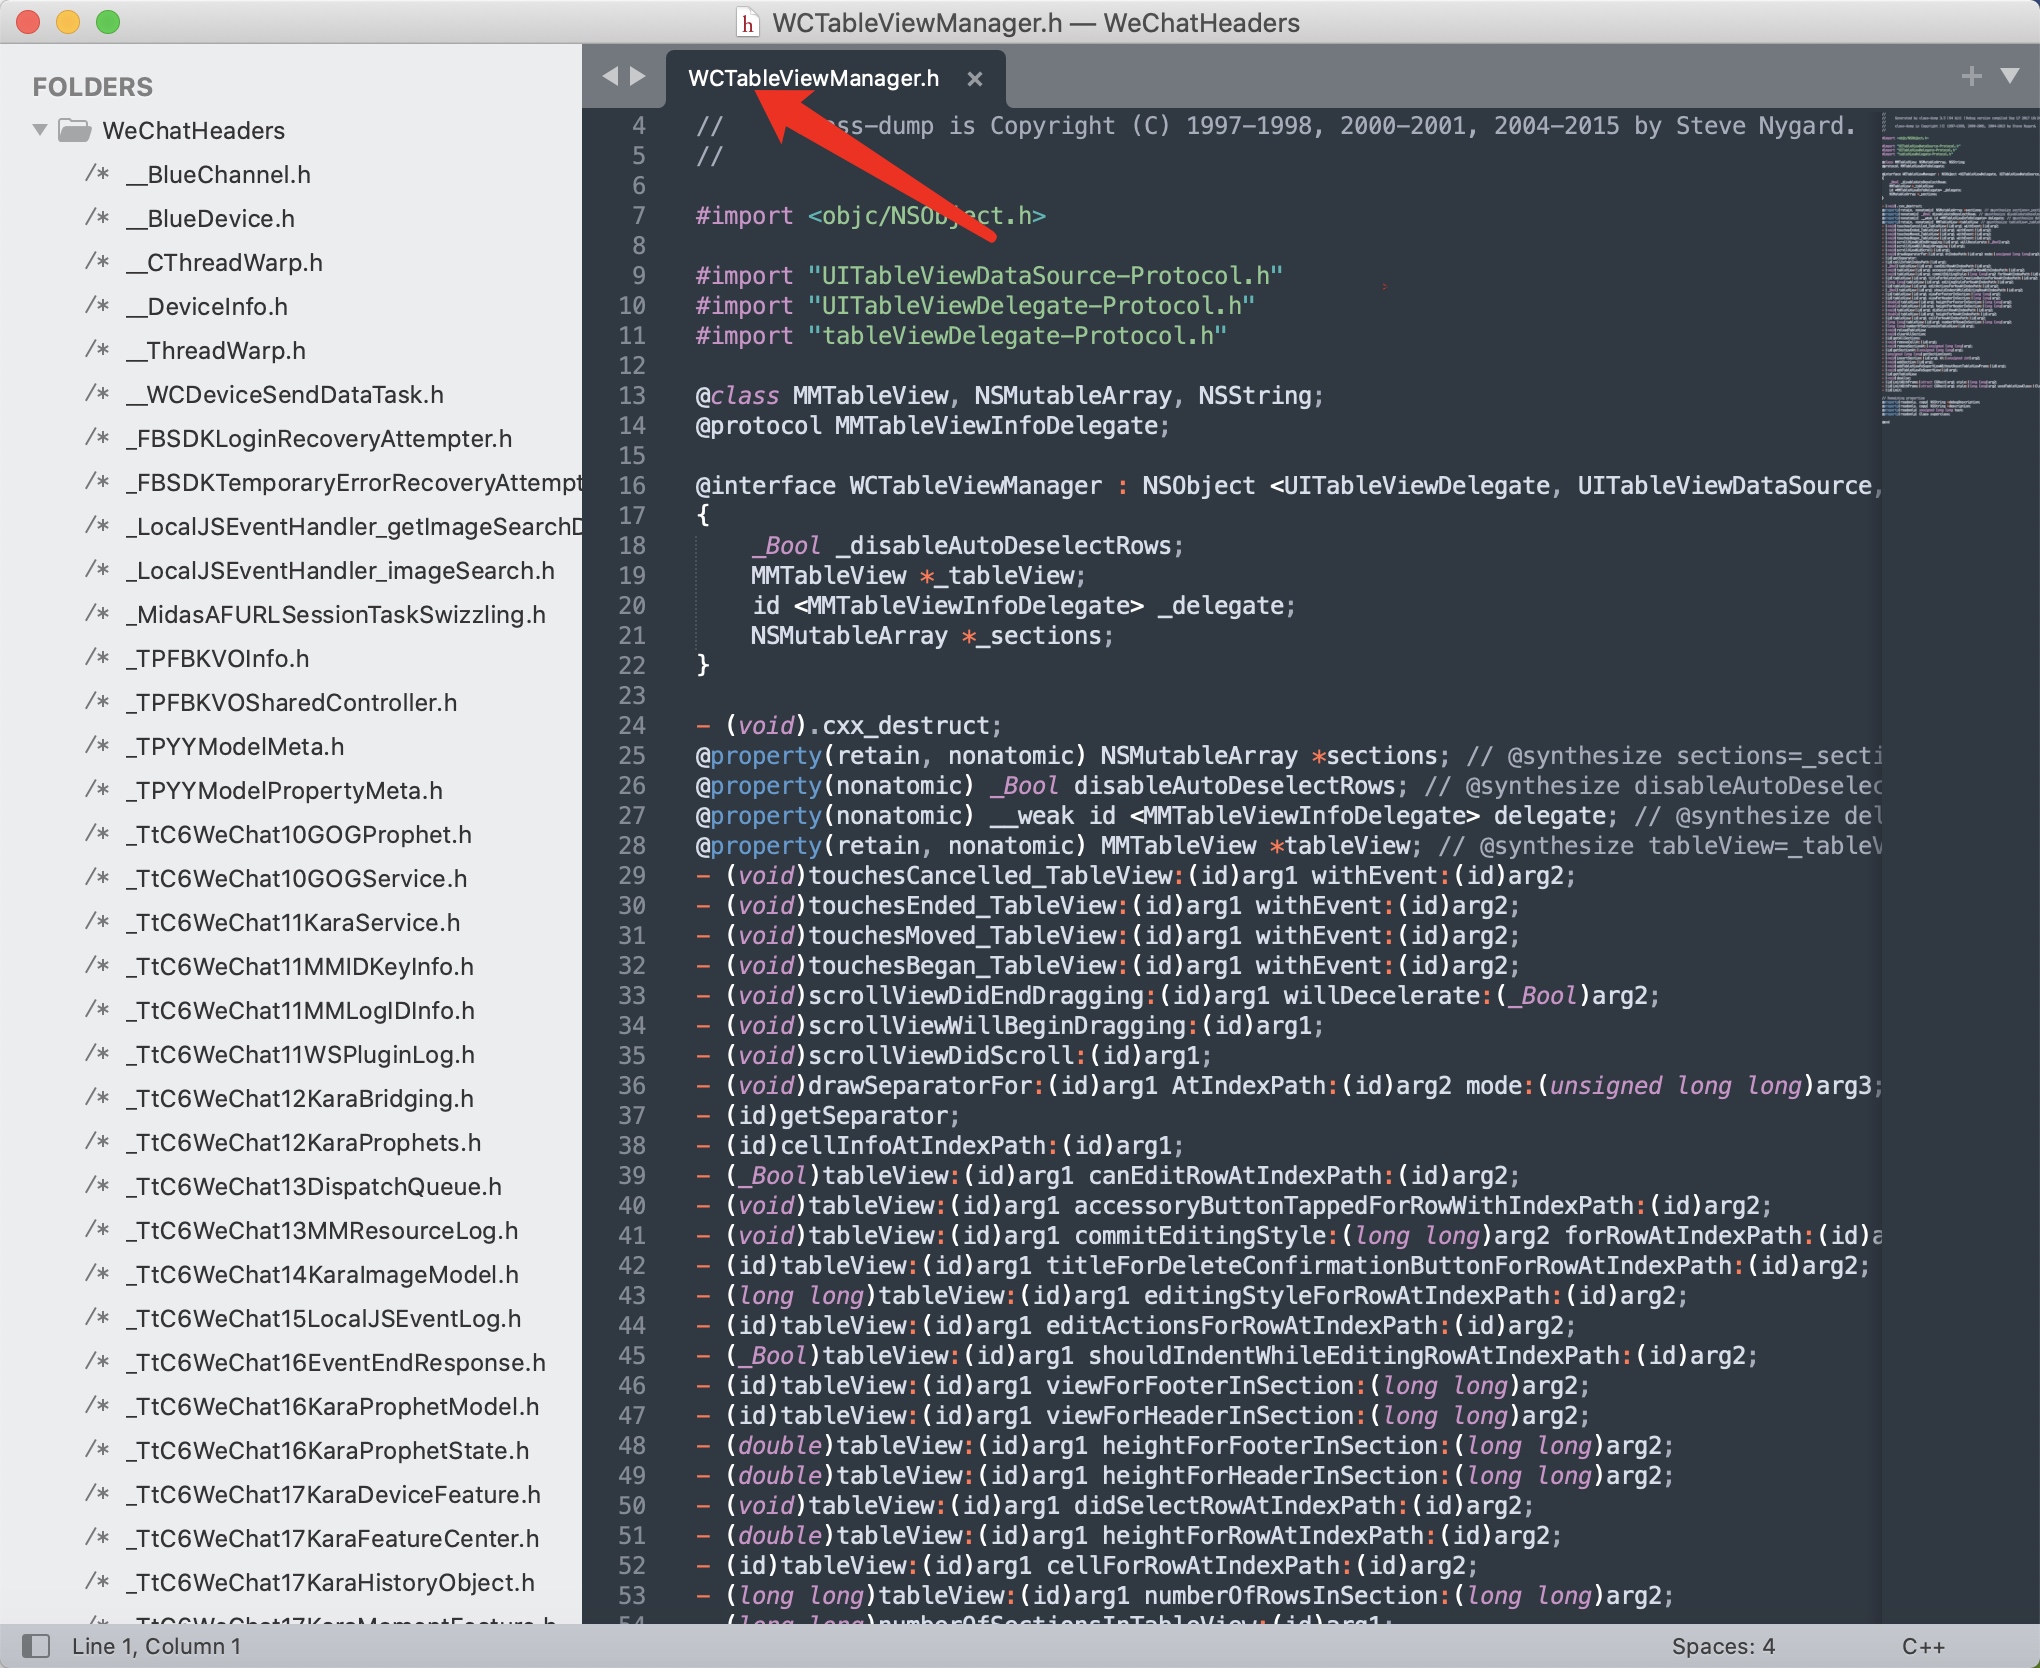 WCTableViewManager.h — WeChatHeaders
FOLDERS
WeChatHeaders
/* __BlueChannel.h
/* __BlueDevice.h
/* __CThreadWarp.h
/* __DeviceInfo.h
/* __ThreadWarp.h
/* __WCDeviceSendDataTask.h
/* _FBSDKLoginRecoveryAttempter.h
/* _FBSDKTemporaryErrorRecoveryAttempt
/* _LocalJSEventHandler_getImageSearchD
/* _LocalJSEventHandler_imageSearch.h
/* _MidasAFURLSessionTaskSwizzling.h
/* _TPFBKVOInfo.h
/* _TPFBKVOSharedController.h
/* _TPYYModelMeta.h
/* _TPYYModelPropertyMeta.h
/* _TtC6WeChat10GOGProphet.h
/* _TtC6WeChat10GOGService.h
/* _TtC6WeChat11KaraService.h
/* _TtC6WeChat11MMIDKeyInfo.h
/* _TtC6WeChat11MMLogIDInfo.h
/* _TtC6WeChat11WSPluginLog.h
/* _TtC6WeChat12KaraBridging.h
/* _TtC6WeChat12KaraProphets.h
/* _TtC6WeChat13DispatchQueue.h
/* _TtC6WeChat13MMResourceLog.h
/* _TtC6WeChat14KaraImageModel.h
/* _TtC6WeChat15LocalJSEventLog.h
/* _TtC6WeChat16EventEndResponse.h
/* _TtC6WeChat16KaraProphetModel.h
/* _TtC6WeChat16KaraProphetState.h
/* _TtC6WeChat17KaraDeviceFeature.h
/* _TtC6WeChat17KaraFeatureCenter.h
/* _TtC6WeChat17KaraHistoryObject.h
/* _TtC6WeChat17KaraMomentFeature.h
WCTableViewManager.h
4 // ss-dump is Copyright (C) 1997-1998, 2000-2001, 2004-2015 by Steve Nygard.
5 //
6
7 #import <objc/NSObject.h>
8
9 #import "UITableViewDataSource-Protocol.h"
10 #import "UITableViewDelegate-Protocol.h"
11 #import "tableViewDelegate-Protocol.h"
12
13 @class MMTableView, NSMutableArray, NSString;
14 @protocol MMTableViewInfoDelegate;
15
16 @interface WCTableViewManager : NSObject <UITableViewDelegate, UITableViewDataSource,
17 {
18 _Bool _disableAutoDeselectRows;
19 MMTableView *_tableView;
20 id <MMTableViewInfoDelegate> _delegate;
21 NSMutableArray *_sections;
22 }
23
24 - (void).cxx_destruct;
25 @property(retain, nonatomic) NSMutableArray *sections; // @synthesize sections=_secti
26 @property(nonatomic) _Bool disableAutoDeselectRows; // @synthesize disableAutoDeselec
27 @property(nonatomic) __weak id <MMTableViewInfoDelegate> delegate; // @synthesize del
28 @property(retain, nonatomic) MMTableView *tableView; // @synthesize tableView=_tableV
29 - (void)touchesCancelled_TableView:(id)arg1 withEvent:(id)arg2;
30 - (void)touchesEnded_TableView:(id)arg1 withEvent:(id)arg2;
31 - (void)touchesMoved_TableView:(id)arg1 withEvent:(id)arg2;
32 - (void)touchesBegan_TableView:(id)arg1 withEvent:(id)arg2;
33 - (void)scrollViewDidEndDragging:(id)arg1 willDecelerate:(_Bool)arg2;
34 - (void)scrollViewWillBeginDragging:(id)arg1;
35 - (void)scrollViewDidScroll:(id)arg1;
36 - (void)drawSeparatorFor:(id)arg1 AtIndexPath:(id)arg2 mode:(unsigned long long)arg3;
37 - (id)getSeparator;
38 - (id)cellInfoAtIndexPath:(id)arg1;
39 - (_Bool)tableView:(id)arg1 canEditRowAtIndexPath:(id)arg2;
40 - (void)tableView:(id)arg1 accessoryButtonTappedForRowWithIndexPath:(id)arg2;
41 - (void)tableView:(id)arg1 commitEditingStyle:(long long)arg2 forRowAtIndexPath:(id)a
42 - (id)tableView:(id)arg1 titleForDeleteConfirmationButtonForRowAtIndexPath:(id)arg2;
43 - (long long)tableView:(id)arg1 editingStyleForRowAtIndexPath:(id)arg2;
44 - (id)tableView:(id)arg1 editActionsForRowAtIndexPath:(id)arg2;
45 - (_Bool)tableView:(id)arg1 shouldIndentWhileEditingRowAtIndexPath:(id)arg2;
46 - (id)tableView:(id)arg1 viewForFooterInSection:(long long)arg2;
47 - (id)tableView:(id)arg1 viewForHeaderInSection:(long long)arg2;
48 - (double)tableView:(id)arg1 heightForFooterInSection:(long long)arg2;
49 - (double)tableView:(id)arg1 heightForHeaderInSection:(long long)arg2;
50 - (void)tableView:(id)arg1 didSelectRowAtIndexPath:(id)arg2;
51 - (double)tableView:(id)arg1 heightForRowAtIndexPath:(id)arg2;
52 - (id)tableView:(id)arg1 cellForRowAtIndexPath:(id)arg2;
53 - (long long)tableView:(id)arg1 numberOfRowsInSection:(long long)arg2;
54 - (long long)numberOfSectionsInTableView:(id)arg1;
Line 1, Column 1
Spaces: 4
C++